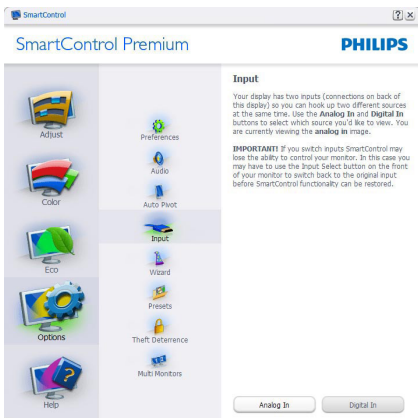 SmartControl
? ×
SmartControl Premium
PHILIPS
Adjust
Color
Eco
Options
Help
Preferences
Audio
Auto Pivot
Input
Wizard
Presets
Theft Deterrence
Multi Monitors
Input
Your display has two inputs (connections on back of
this display) so you can hook up two different sources
at the same time. Use the Analog In and Digital In
buttons to select which source you'd like to view. You
are currently viewing the analog in image.
IMPORTANT! If you switch inputs SmartControl may
lose the ability to control your monitor. In this case you
may have to use the Input Select button on the front
of your monitor to switch back to the original input
before SmartControl functionality can be restored.
Analog In
Digital In